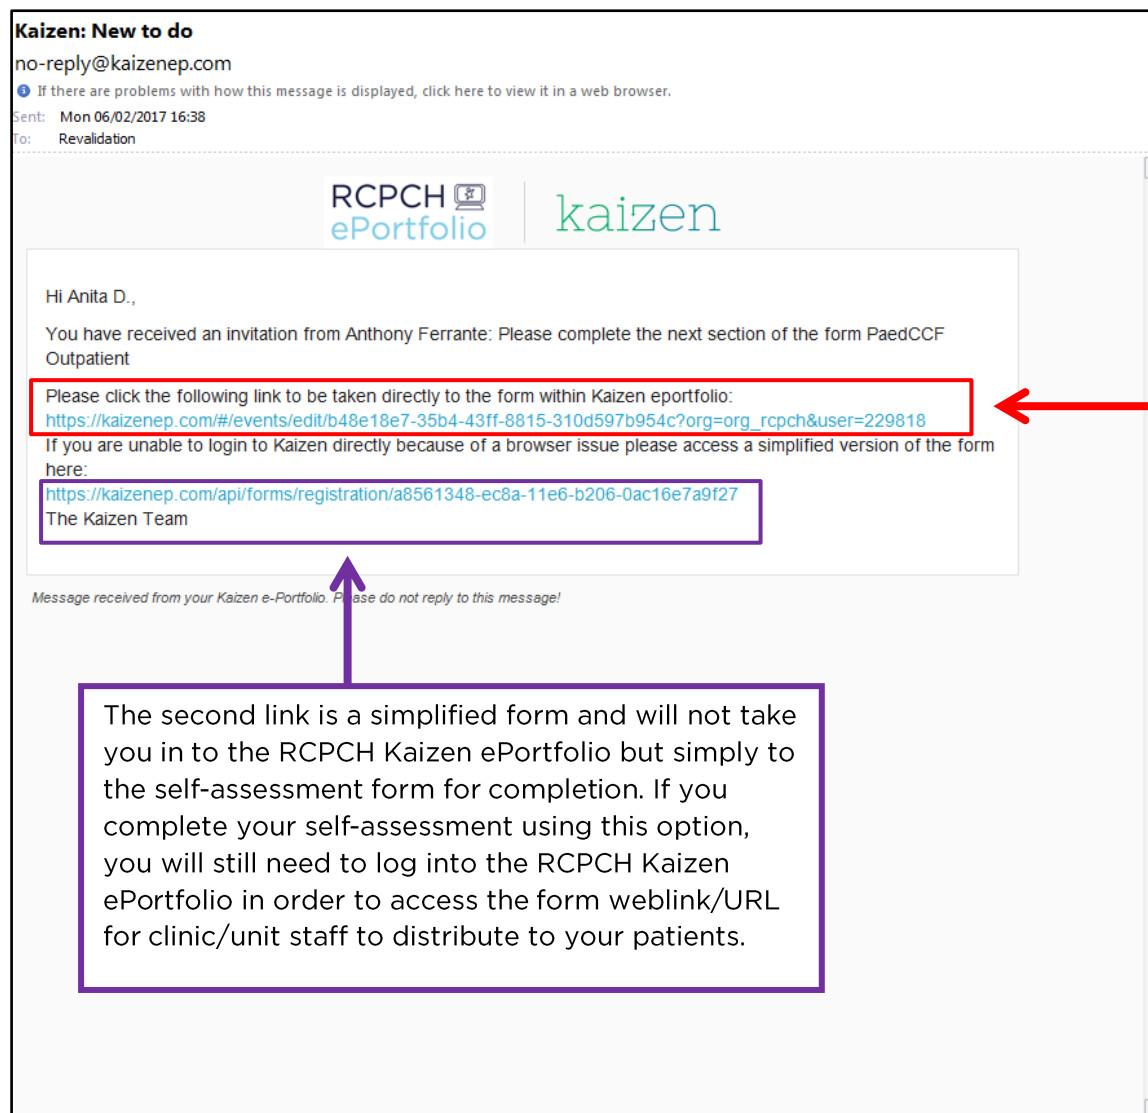 Kaizen: New to do
no-reply@kaizenep.com
If there are problems with how this message is displayed, click here to view it in a web browser.
Sent: Mon 06/02/2017 16:38
To: Revalidation
RCPCH
ePortfolio
kaizen
Hi Anita D.,
You have received an invitation from Anthony Ferrante: Please complete the next section of the form PaedCCF
Outpatient
Please click the following link to be taken directly to the form within Kaizen eportfolio:
https://kaizenep.com/#/events/edit/b48e18e7-35b4-43ff-8815-310d597b954c?org=org_rcpch&user=229818
If you are unable to login to Kaizen directly because of a browser issue please access a simplified version of the form
here:
https://kaizenep.com/api/forms/registration/a8561348-ec8a-11e6-b206-0ac16e7a9f27
The Kaizen Team
Message received from your Kaizen e-Portfolio. Please do not reply to this message!
The second link is a simplified form and will not take
you in to the RCPCH Kaizen ePortfolio but simply to
the self-assessment form for completion. If you
complete your self-assessment using this option,
you will still need to log into the RCPCH Kaizen
ePortfolio in order to access the form weblink/URL
for clinic/unit staff to distribute to your patients.